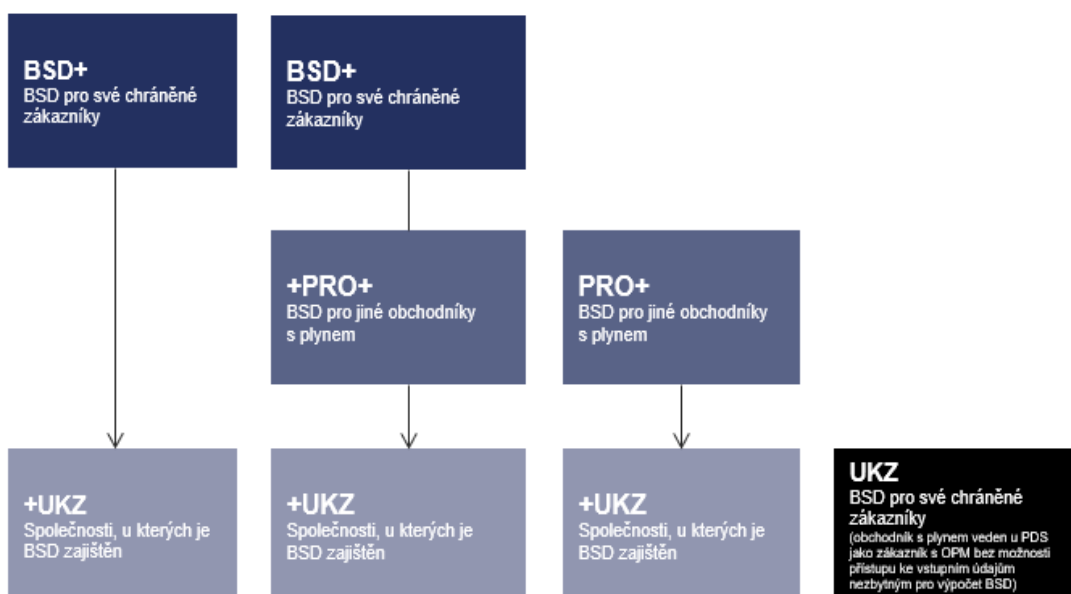 BSD+
BSD pro své chráněné
zákazníky
BSD+
BSD pro své chráněné
zákazníky
+PRO+
BSD pro jiné obchodníky
s plynem
PRO+
BSD pro jiné obchodníky
s plynem
+UKZ
Společnosti, u kterých je
BSD zajištěn
+UKZ
Společnosti, u kterých je
BSD zajištěn
+UKZ
Společnosti, u kterých je
BSD zajištěn
UKZ
BSD pro své chráněné
zákazníky
(obchodník s plynem veden u PDS
jako zákazník s OPM bez možnosti
přístupu ke vstupním údajům
nezbytným pro výpočet BSD)